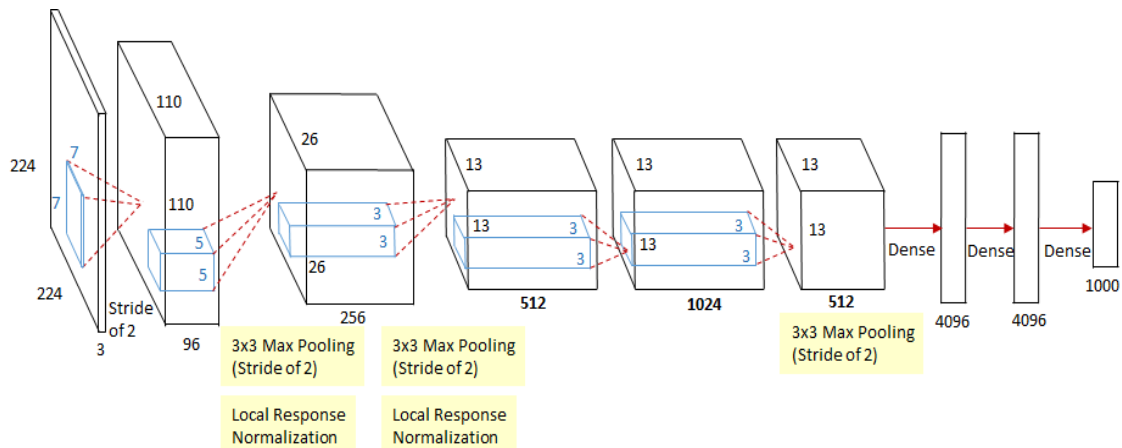 224
224
3
7
7
Stride
of 2
110
110
5
5
96
3x3 Max Pooling
(Stride of 2)
Local Response
Normalization
26
26
3
3
256
3x3 Max Pooling
(Stride of 2)
Local Response
Normalization
13
13
3
3
512
13
13
3
3
1024
13
13
512
3x3 Max Pooling
(Stride of 2)
Dense
4096
Dense
4096
Dense
1000